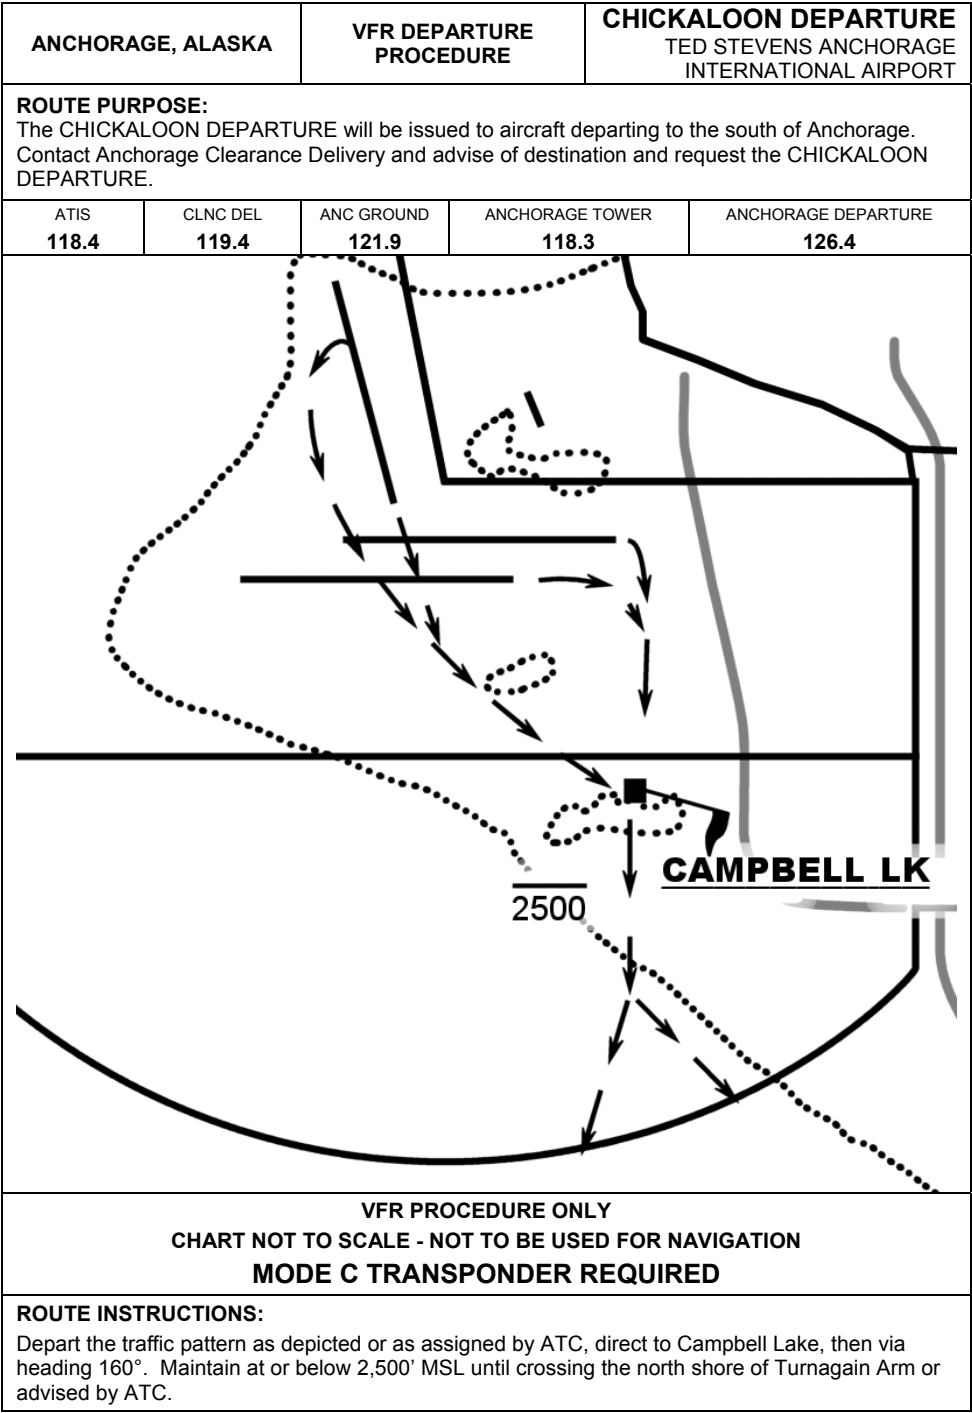 ANCHORAGE, ALASKA
VFR DEPARTURE
PROCEDURE
CHICKALOON DEPARTURE
TED STEVENS ANCHORAGE
INTERNATIONAL AIRPORT
ROUTE PURPOSE:
The CHICKALOON DEPARTURE will be issued to aircraft departing to the south of Anchorage.
Contact Anchorage Clearance Delivery and advise of destination and request the CHICKALOON
DEPARTURE.
ATIS
118.4
CLNC DEL
119.4
ANC GROUND
121.9
ANCHORAGE TOWER
118.3
ANCHORAGE DEPARTURE
126.4
CAMPBELL LK
2500
VFR PROCEDURE ONLY
CHART NOT TO SCALE - NOT TO BE USED FOR NAVIGATION
MODE C TRANSPONDER REQUIRED
ROUTE INSTRUCTIONS:
Depart the traffic pattern as depicted or as assigned by ATC, direct to Campbell Lake, then via
heading 160°.  Maintain at or below 2,500’ MSL until crossing the north shore of Turnagain Arm or
advised by ATC.